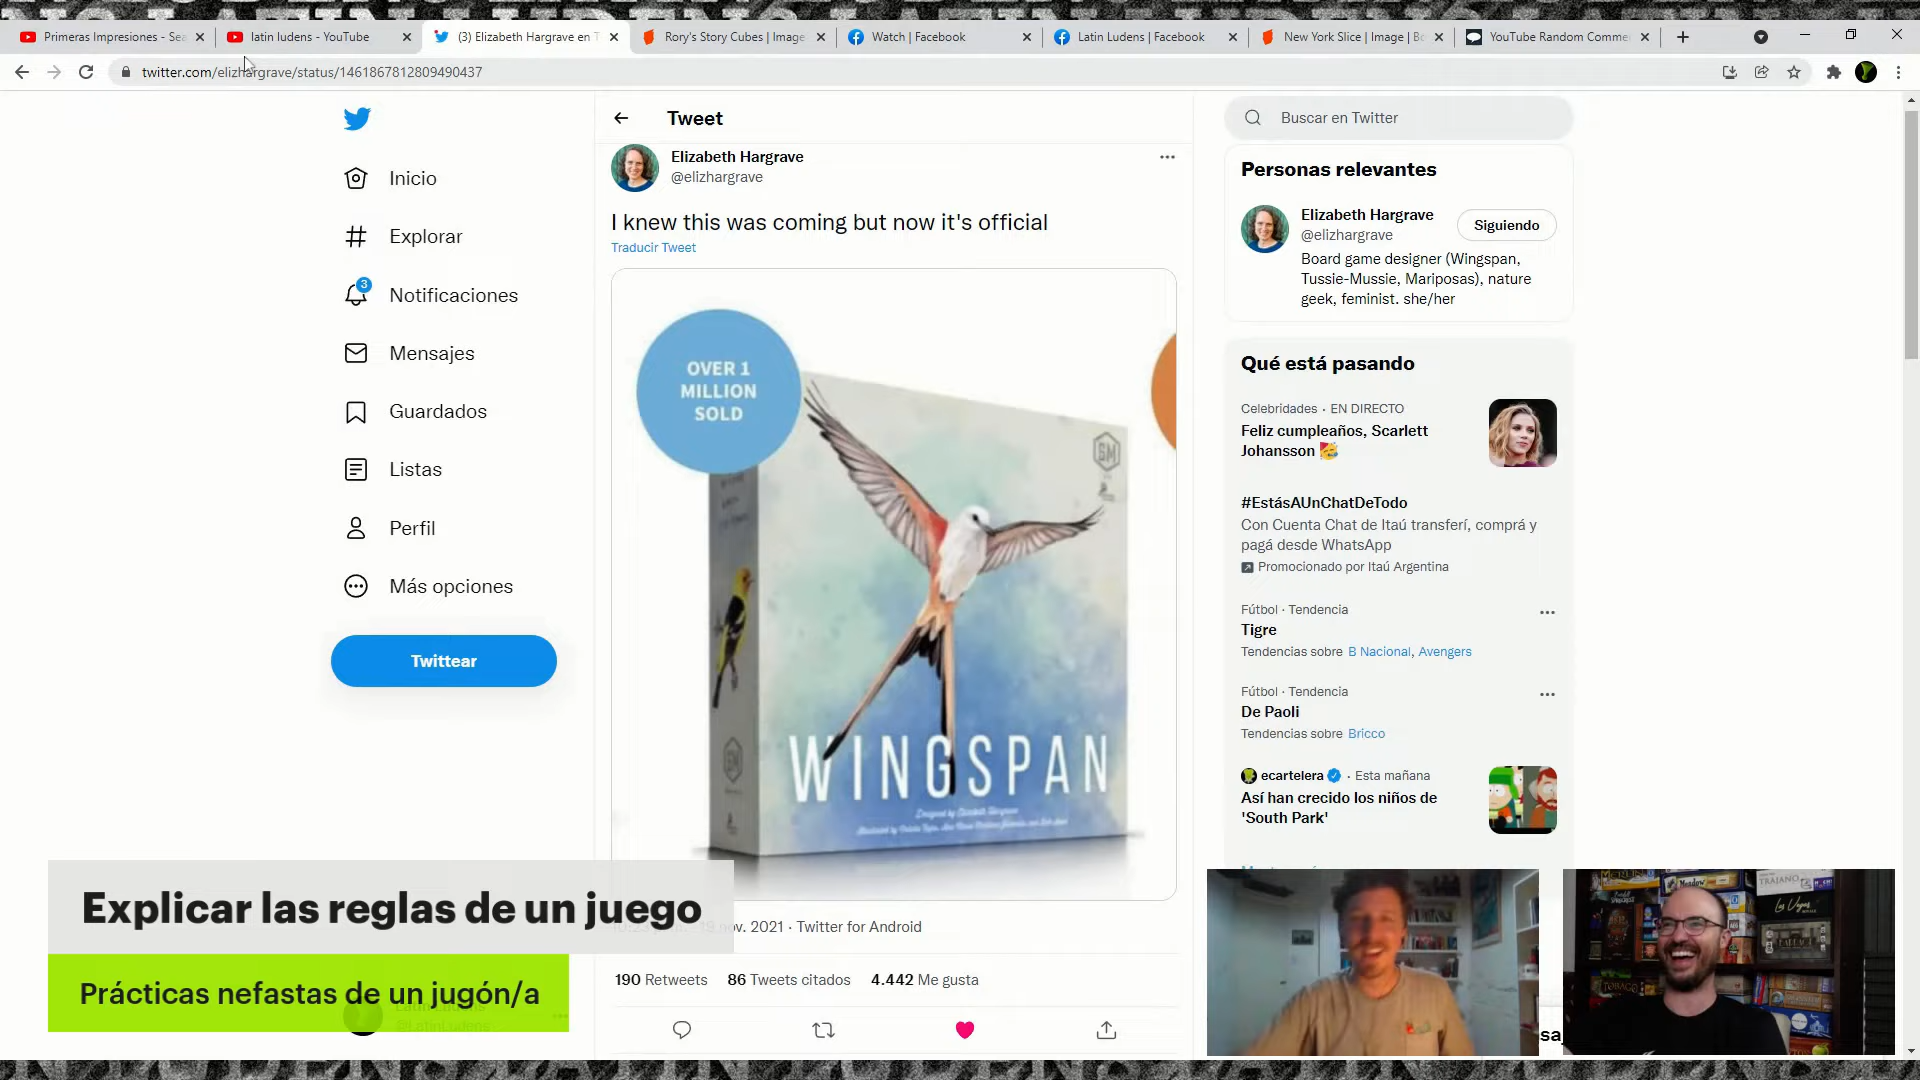 Primeras Impresiones - Sea
latin ludens - YouTube
(3) Elizabeth Hargrave en T
Rory's Story Cubes | Image
Watch | Facebook
Latin Ludens | Facebook
New York Slice | Image | Bo
YouTube Random Comme
twitter.com/elizhargrave/status/1461867812809490437
Inicio
Explorar
3
Notificaciones
Mensajes
Guardados
Listas
Perfil
Más opciones
Twittear
Tweet
Elizabeth Hargrave
@elizhargrave
I knew this was coming but now it's official
Traducir Tweet
OVER 1
MILLION
SOLD
WINGSPAN
nov. 2021 · Twitter for Android
190 Retweets 86 Tweets citados 4.442 Me gusta
Buscar en Twitter
Personas relevantes
Elizabeth Hargrave
@elizhargrave
Siguiendo
Board game designer (Wingspan,
Tussie-Mussie, Mariposas), nature
geek, feminist. she/her
Qué está pasando
Celebridades · EN DIRECTO
Feliz cumpleaños, Scarlett
Johansson
#EstásAUnChatDeTodo
Con Cuenta Chat de Itaú transferí, comprá y
pagá desde WhatsApp
Promocionado por Itaú Argentina
Fútbol · Tendencia
Tigre
Tendencias sobre B Nacional, Avengers
Fútbol · Tendencia
De Paoli
Tendencias sobre Bricco
ecartelera · Esta mañana
Así han crecido los niños de
'South Park'
Explicar las reglas de un juego
Prácticas nefastas de un jugón/a
Meadow
TRAJANO
Las Vegas
TOBAGO